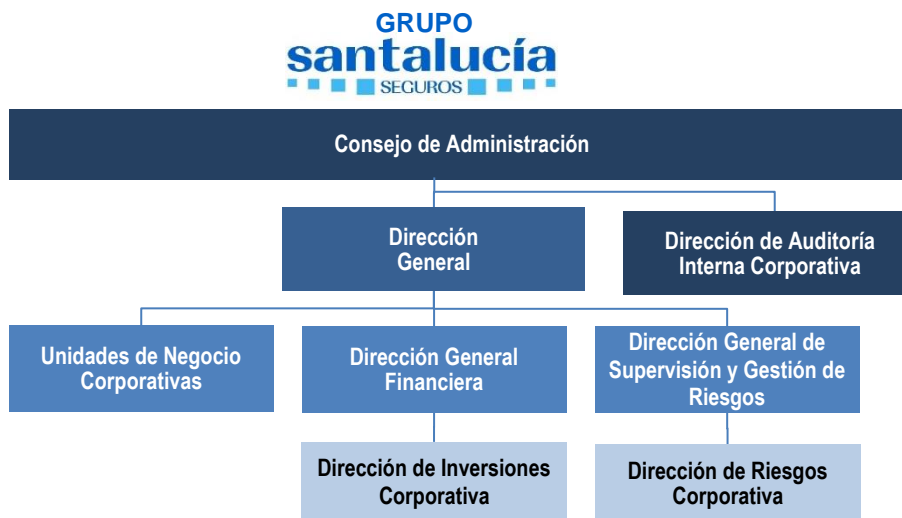 GRUPO
santalucía
SEGUROS
Consejo de Administración
Dirección
General
Dirección de Auditoría
Interna Corporativa
Unidades de Negocio
Corporativas
Dirección General
Financiera
Dirección General de
Supervisión y Gestión de
Riesgos
Dirección de Inversiones
Corporativa
Dirección de Riesgos
Corporativa